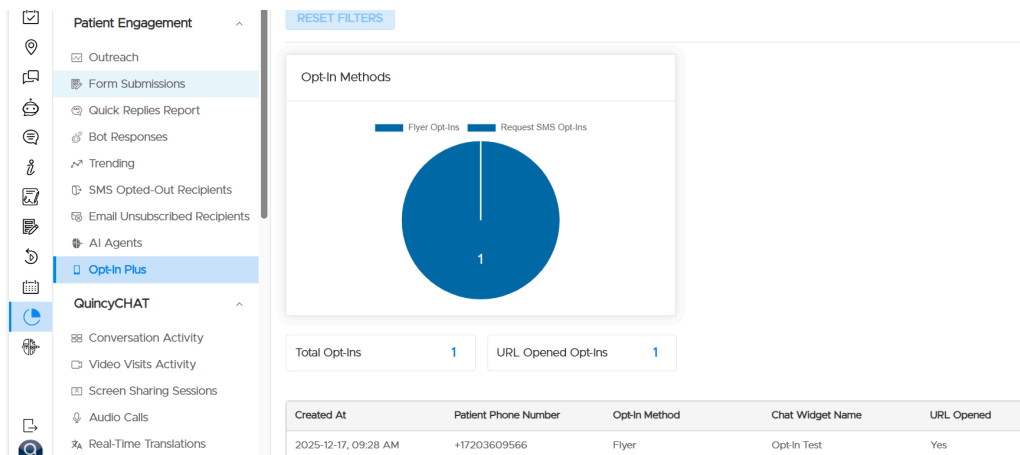 Patient Engagement
Outreach
Form Submissions
Quick Replies Report
Bot Responses
Trending
SMS Opted-Out Recipients
Email Unsubscribed Recipients
AI Agents
Opt-In Plus
QuincyCHAT
Conversation Activity
Video Visits Activity
Screen Sharing Sessions
Audio Calls
Real-Time Translations
RESET FILTERS
Opt-In Methods
Flyer Opt-Ins Request SMS Opt-Ins
1
Total Opt-Ins 1 URL Opened Opt-Ins 1
Created At Patient Phone Number Opt-In Method Chat Widget Name URL Opened
2025-12-17, 09:28 AM +17203609566 Flyer Opt-In Test Yes